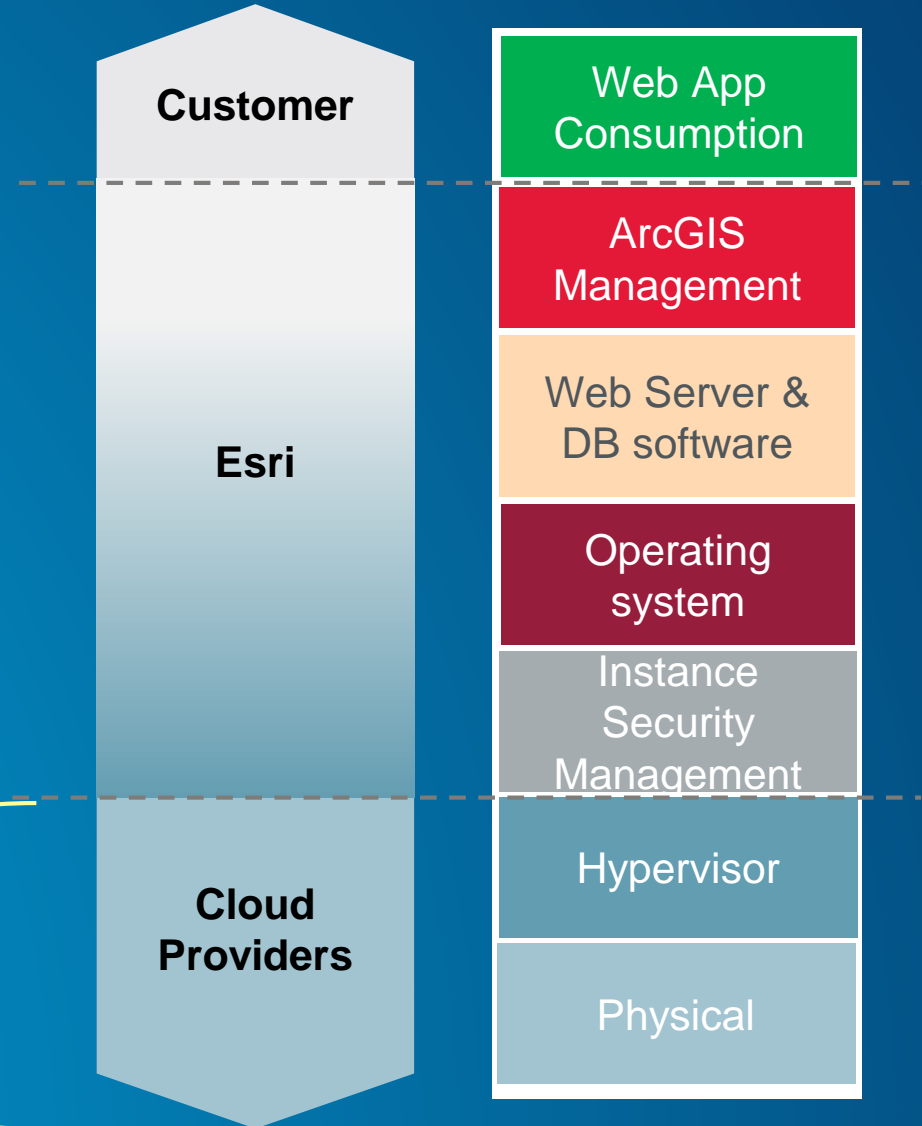 Customer
Web App
Consumption
ArcGIS
Management
Web Server &
DB software
Esri
Operating
system
Instance
Security
Management
Hypervisor
Cloud
Providers
Physical